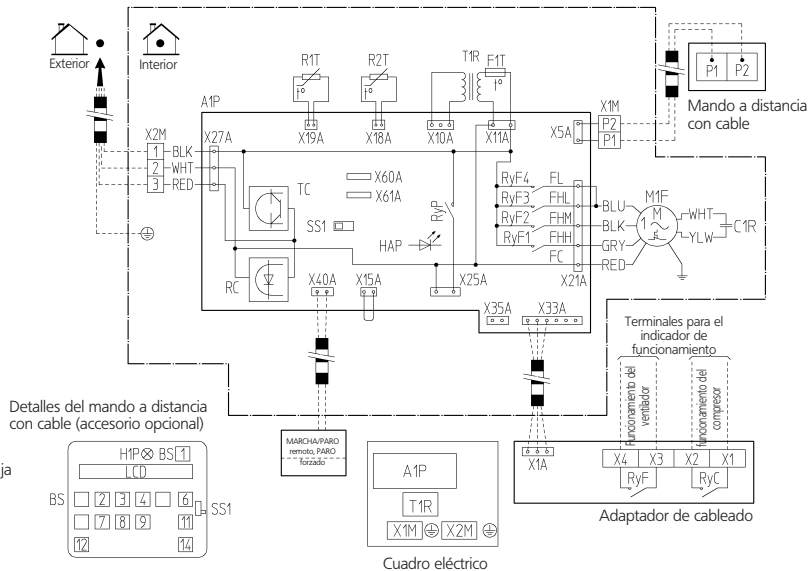 Exterior
Interior
R1T
R2T
T1R
F1T
t°
t°
t°
P1 P2
Mando a distancia
con cable
A1P
X19A
X18A
X10A
X11A
X5A
X1M
P2
P1
X2M
X27A
1 BLK
2 WHT
3 RED
TC
X60A
X61A
SS1
HAP
RyP
RC
RyF4 FL
RyF3 FHL
RyF2 FHM
RyF1 FHH
FC
BLU
BLK
GRY
RED
X21A
M1F
M
1
WHT
YLW
C1R
X40A
X15A
X25A
X35A
X33A
Terminales para el
indicador de
funcionamiento
Funcionamiento del
ventilador
funcionamiento del
compresor
MARCHA/PARO
remoto, PARO
forzado
X1A
X4 X3 X2 X1
RyF
RyC
Adaptador de cableado
Detalles del mando a distancia
con cable (accesorio opcional)
H1P BS 1
LCD
BS
2 3 4 6
SS1
7 8 9 11
12 14
ja
A1P
T1R
X1M X2M
Cuadro eléctrico